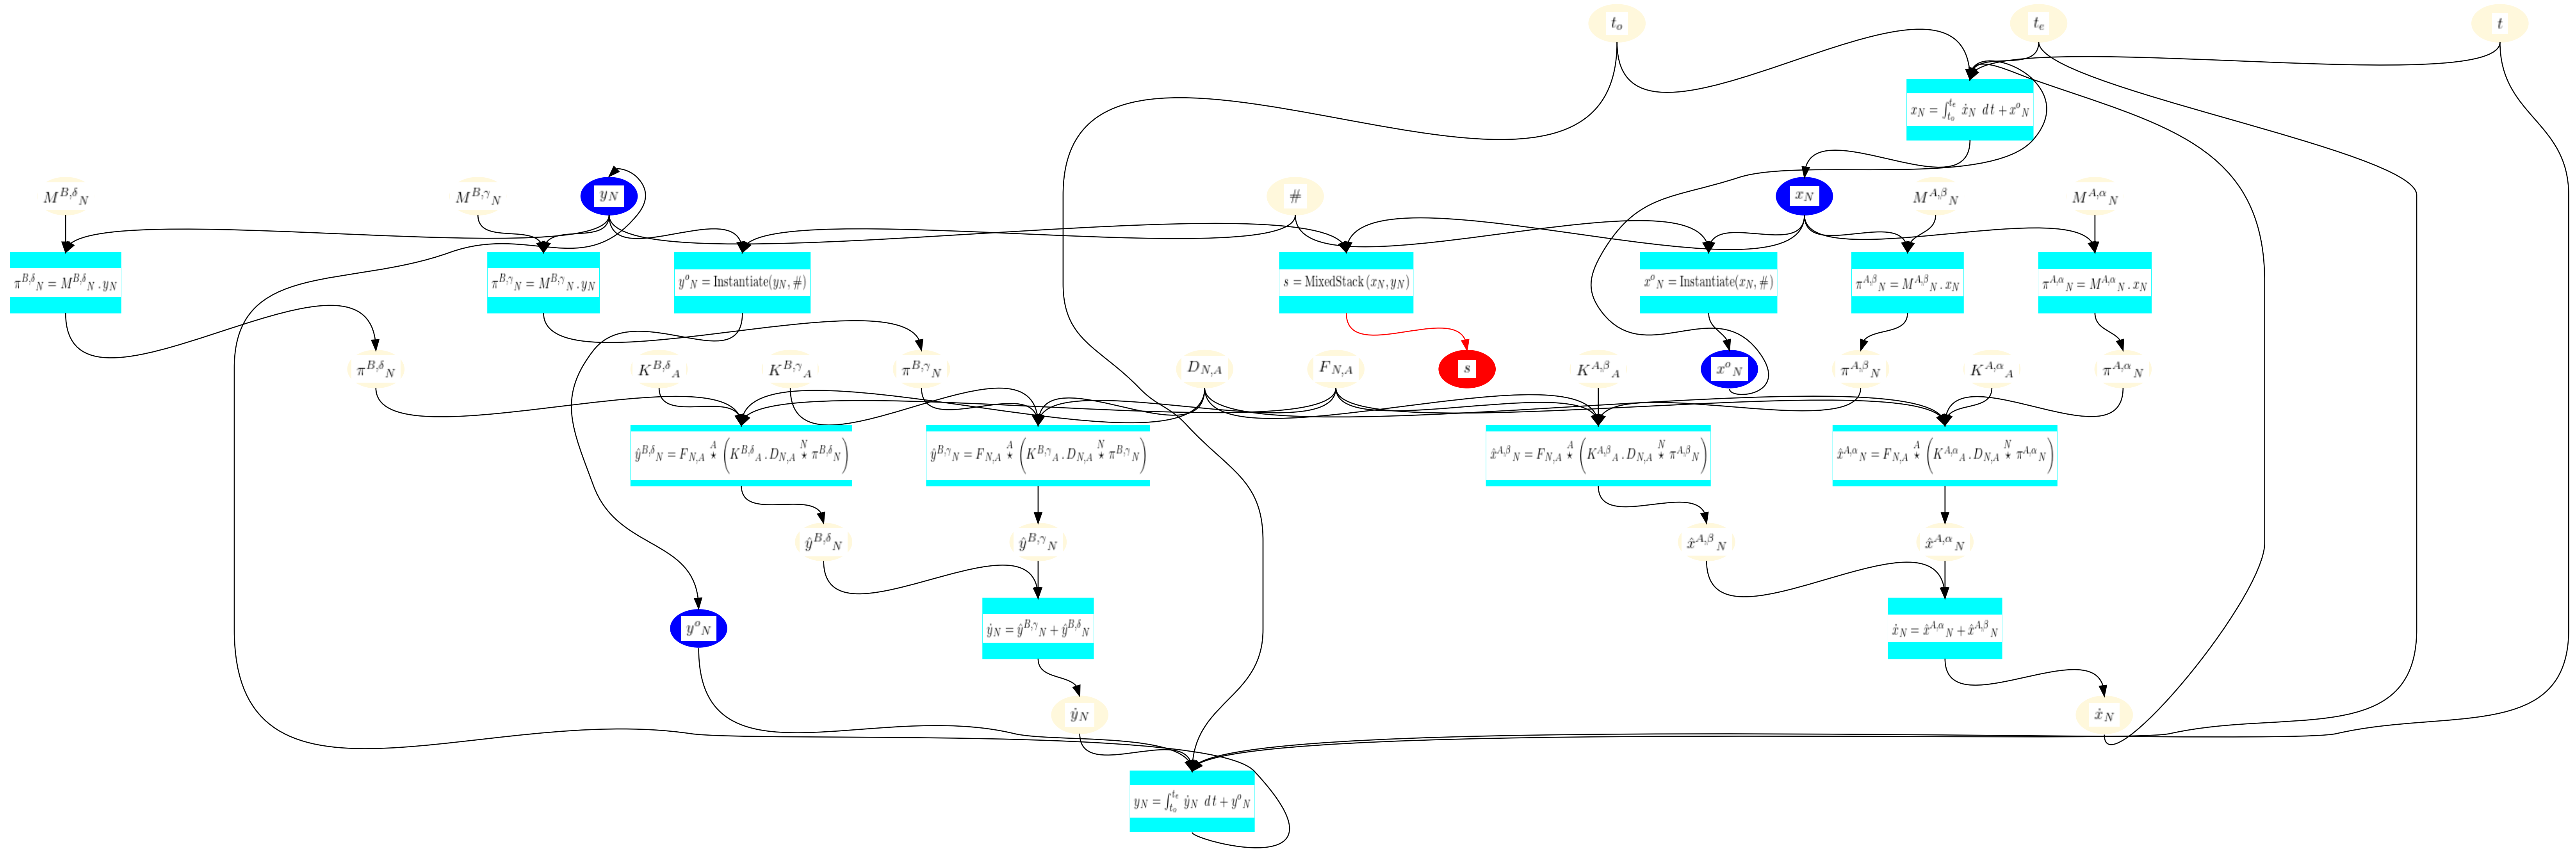 t_o
t_e
t
x_N = ∫_{t_o}^{t_e} ẋ_N dt + x^o_N
M^{B,δ}_N
M^{B,γ}_N
y_N
#
x_N
M^{A,β}_N
M^{A,α}_N
π^{B,δ}_N = M^{B,δ}_N . y_N
π^{B,γ}_N = M^{B,γ}_N . y_N
y^o_N = Instantiate(y_N, #)
s = MixedStack (x_N, y_N)
x^o_N = Instantiate(x_N, #)
π^{A,β}_N = M^{A,β}_N . x_N
π^{A,α}_N = M^{A,α}_N . x_N
π^{B,δ}_N
K^{B,δ}_A
K^{B,γ}_A
π^{B,γ}_N
D_{N,A}
F_{N,A}
s
K^{A,β}_A
x^o_N
π^{A,β}_N
K^{A,α}_A
π^{A,α}_N
ŷ^{B,δ}_N = F_{N,A} ⋆^A (K^{B,δ}_A . D_{N,A} ⋆^N π^{B,δ}_N)
ŷ^{B,γ}_N = F_{N,A} ⋆^A (K^{B,γ}_A . D_{N,A} ⋆^N π^{B,γ}_N)
x̂^{A,β}_N = F_{N,A} ⋆^A (K^{A,β}_A . D_{N,A} ⋆^N π^{A,β}_N)
x̂^{A,α}_N = F_{N,A} ⋆^A (K^{A,α}_A . D_{N,A} ⋆^N π^{A,α}_N)
ŷ^{B,δ}_N
ŷ^{B,γ}_N
x̂^{A,β}_N
x̂^{A,α}_N
y^o_N
ẏ_N = ŷ^{B,γ}_N + ŷ^{B,δ}_N
ẋ_N = x̂^{A,α}_N + x̂^{A,β}_N
ẏ_N
ẋ_N
y_N = ∫_{t_o}^{t_e} ẏ_N dt + y^o_N